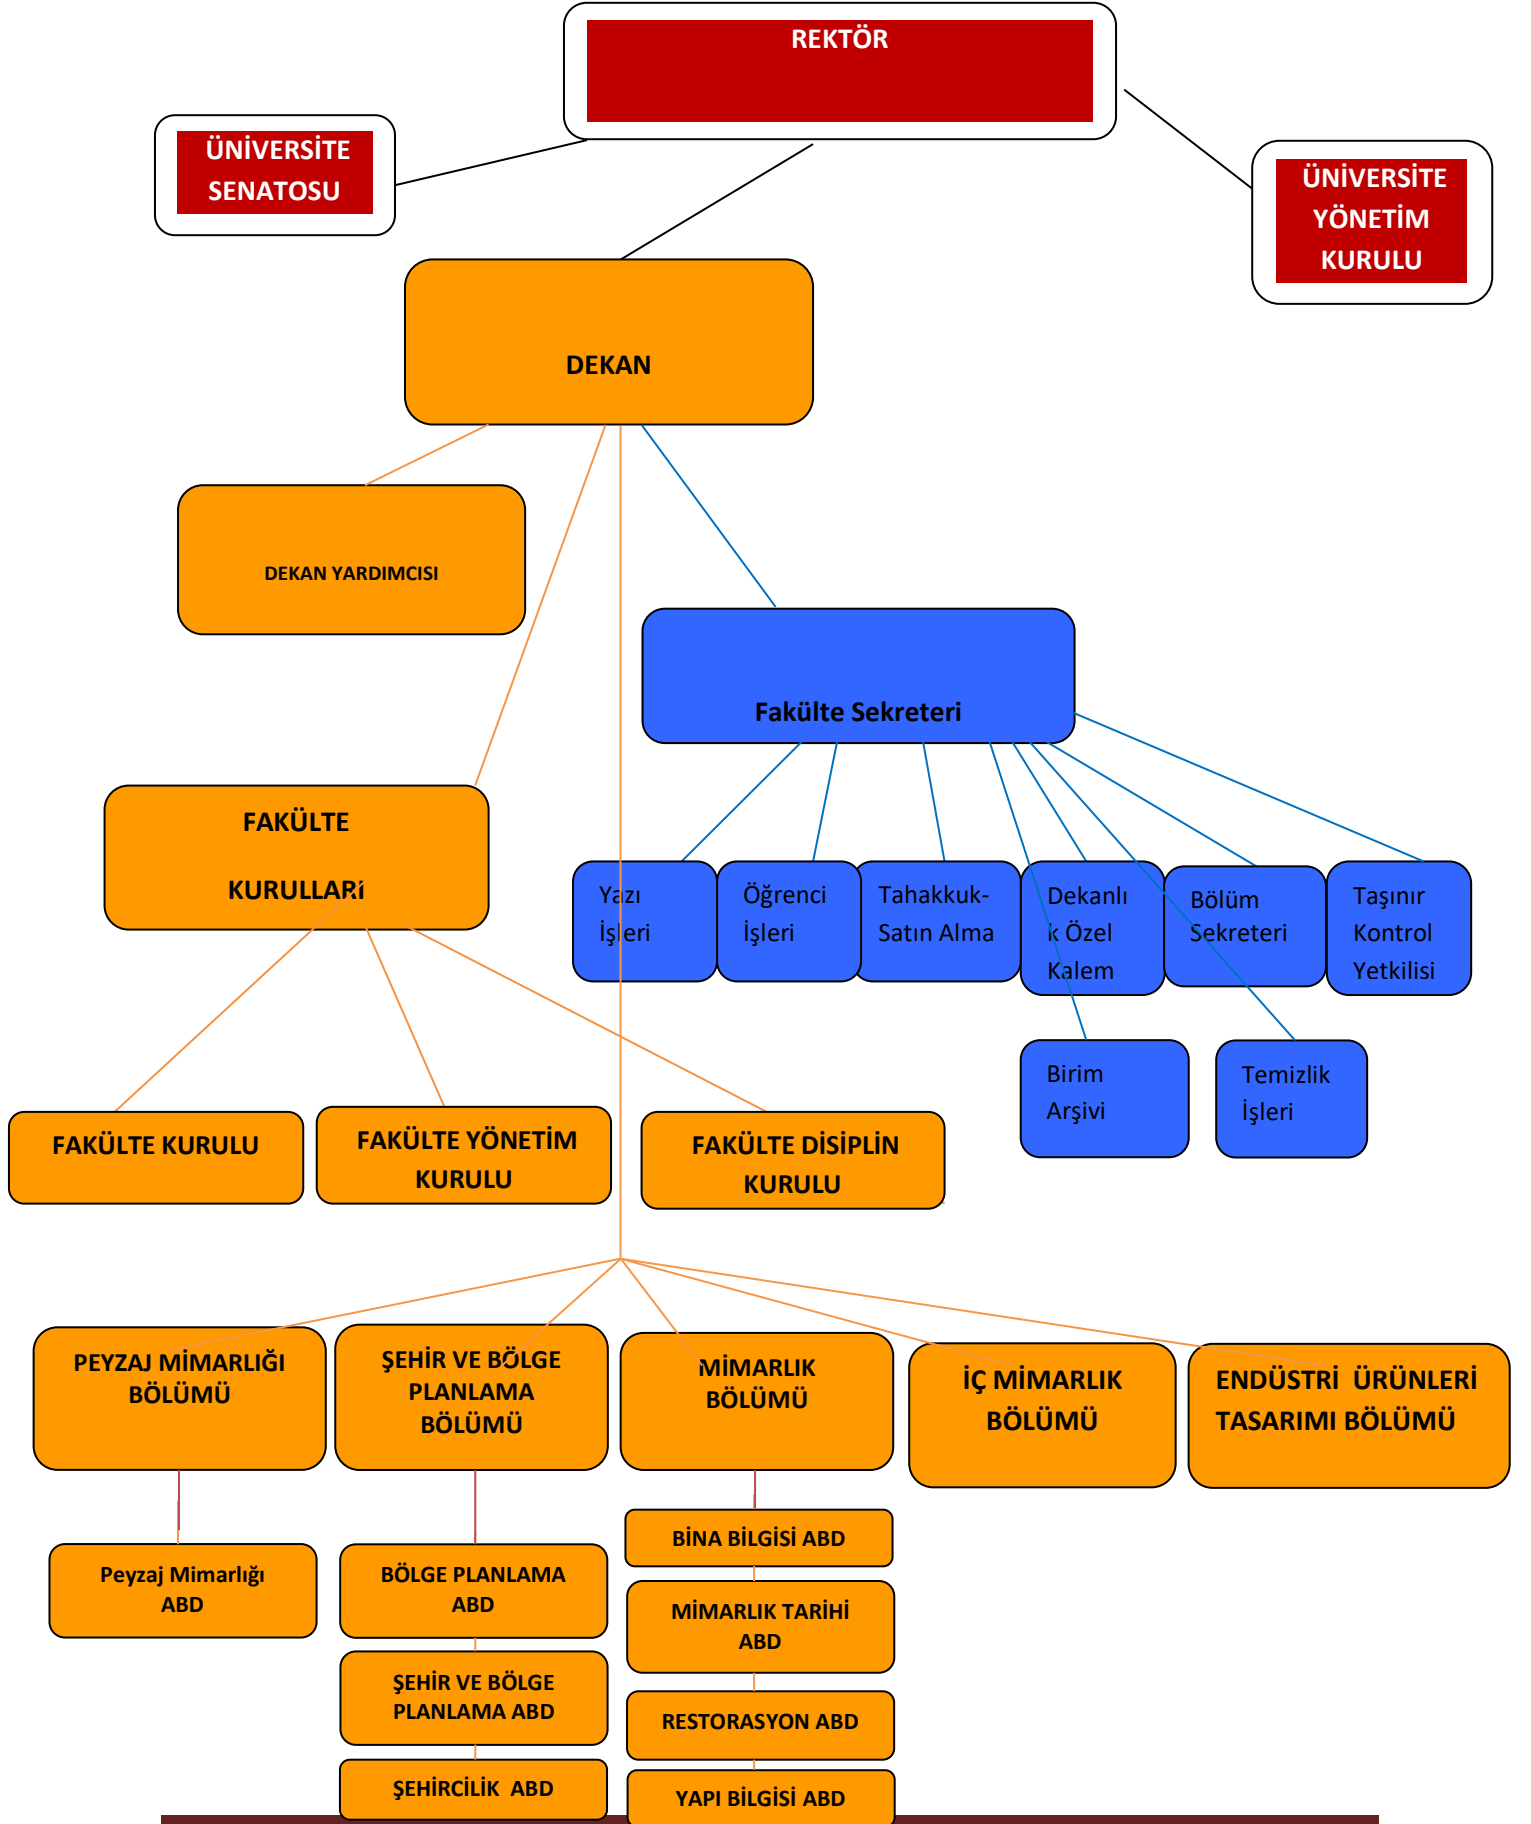 REKTÖR
ÜNİVERSİTE
SENATOSU
ÜNİVERSİTE
YÖNETİM
KURULU
DEKAN
DEKAN YARDIMCISI
Fakülte Sekreteri
FAKÜLTE
KURULLARI
Yazı
İşleri
Öğrenci
İşleri
Tahakkuk-
Satın Alma
Dekanlı
k Özel
Kalem
Bölüm
Sekreteri
Taşınır
Kontrol
Yetkilisi
Birim
Arşivi
Temizlik
İşleri
FAKÜLTE KURULU
FAKÜLTE YÖNETİM
KURULU
FAKÜLTE DİSİPLİN
KURULU
PEYZAJ MİMARLIĞI
BÖLÜMÜ
ŞEHİR VE BÖLGE
PLANLAMA
BÖLÜMÜ
MİMARLIK
BÖLÜMÜ
İÇ MİMARLIK
BÖLÜMÜ
ENDÜSTRİ  ÜRÜNLERİ
TASARIMI BÖLÜMÜ
Peyzaj Mimarlığı
ABD
BÖLGE PLANLAMA
ABD
ŞEHİR VE BÖLGE
PLANLAMA ABD
ŞEHİRCİLİK  ABD
BİNA BİLGİSİ ABD
MİMARLIK TARİHİ
ABD
RESTORASYON ABD
YAPI BİLGİSİ ABD